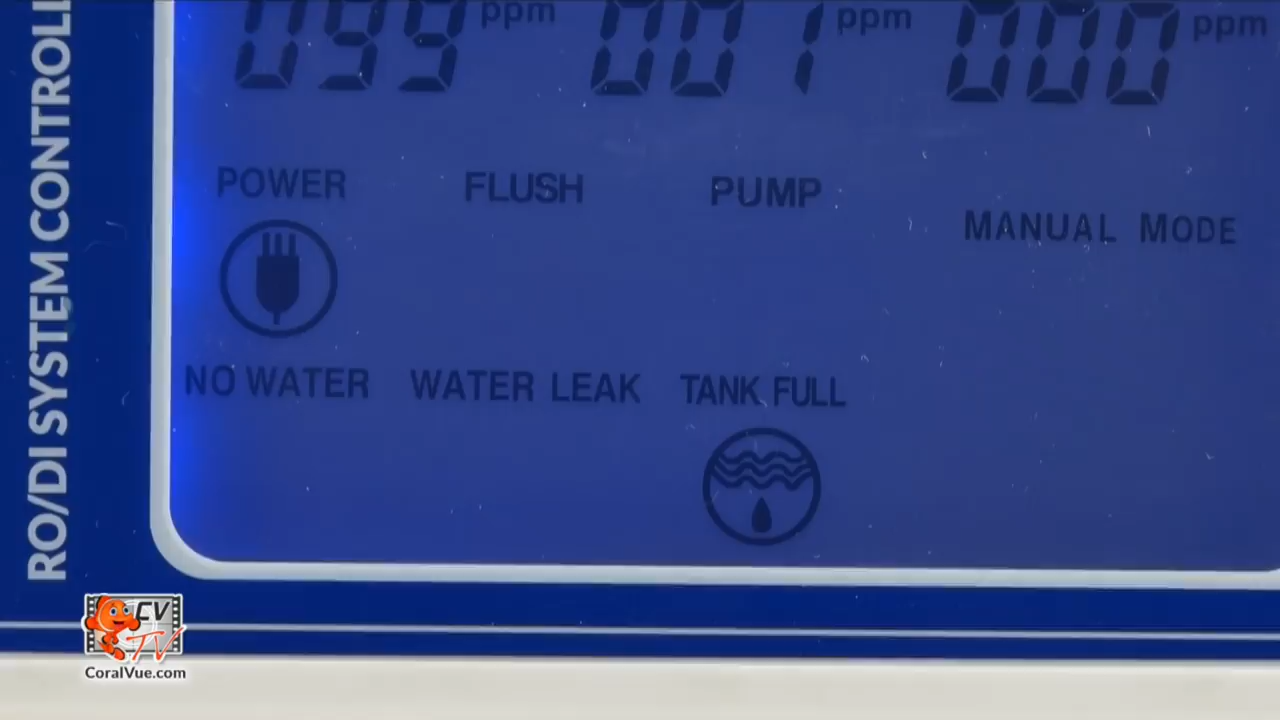 RO/DI SYSTEM CONTROLL
099 ppm 001 ppm 000 ppm
POWER FLUSH PUMP
MANUAL MODE
NO WATER WATER LEAK TANK FULL
CV
TV
CoralVue.com